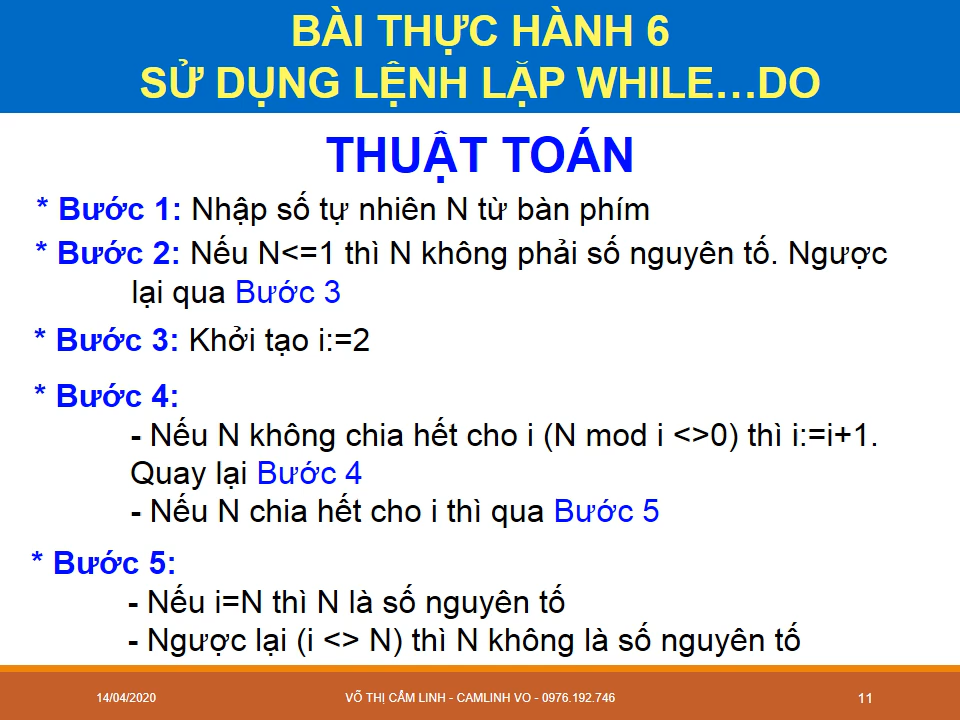 BÀI THỰC HÀNH 6
SỬ DỤNG LỆNH LẶP WHILE…DO
THUẬT TOÁN
* Bước 1: Nhập số tự nhiên N từ bàn phím
* Bước 2: Nếu N<=1 thì N không phải số nguyên tố. Ngược
lại qua Bước 3
* Bước 3: Khởi tạo i:=2
* Bước 4:
- Nếu N không chia hết cho i (N mod i <>0) thì i:=i+1.
Quay lại Bước 4
- Nếu N chia hết cho i thì qua Bước 5
* Bước 5:
- Nếu i=N thì N là số nguyên tố
- Ngược lại (i <> N) thì N không là số nguyên tố
14/04/2020
VÕ THỊ CẨM LINH - CAMLINH VO - 0976.192.746
11